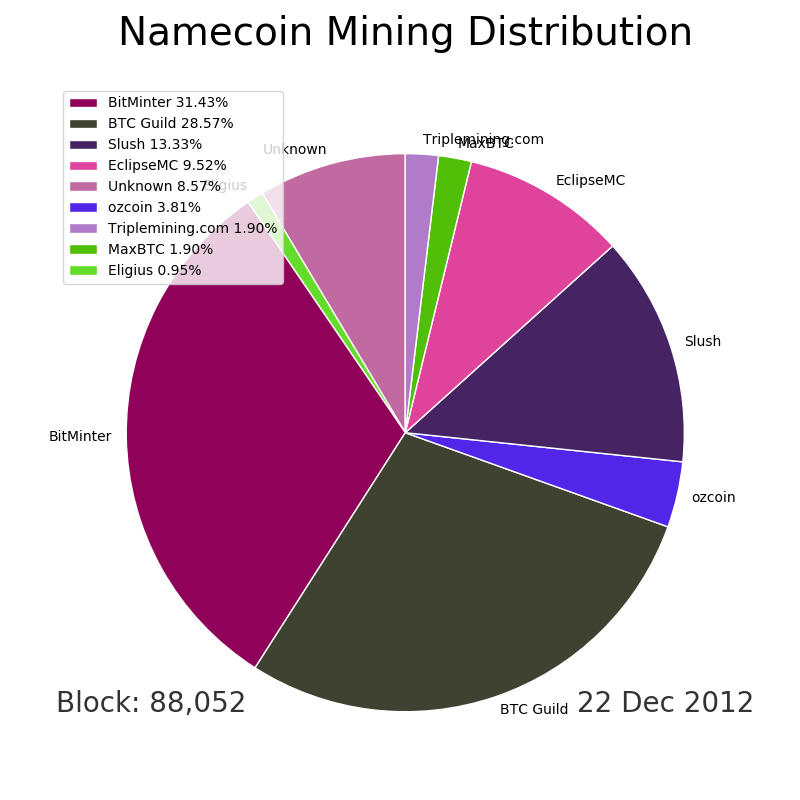 Namecoin Mining Distribution
BitMinter 31.43%
BTC Guild 28.57%
Slush 13.33%
EclipseMC 9.52%
Unknown 8.57%
ozcoin 3.81%
Triplemining.com 1.90%
MaxBTC 1.90%
Eligius 0.95%
Unknown
Eligius
Triplemining.com
MaxBTC
EclipseMC
Slush
BitMinter
ozcoin
BTC Guild
Block: 88,052
22 Dec 2012